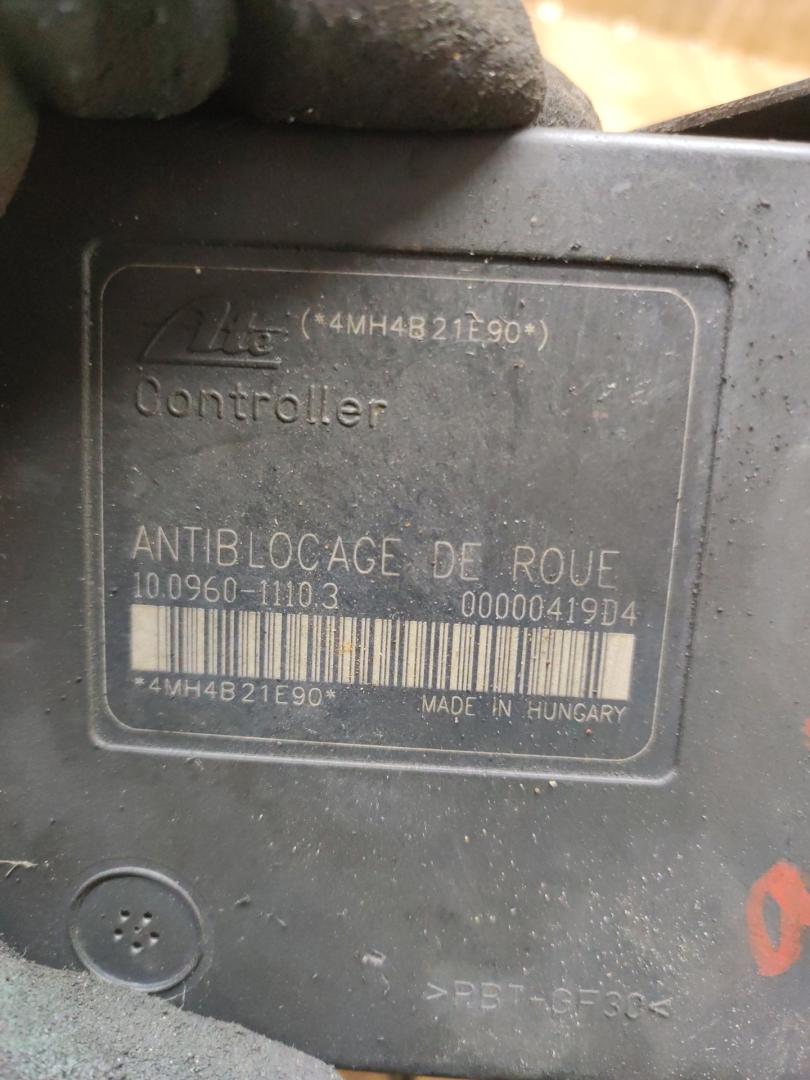 Ate (*4MH4B21E90*)
Controller
ANTIBLOCAGE DE ROUE
10.0960-1110.3 00000419D4
*4MH4B21E90* MADE IN HUNGARY
>PBT-GF30<